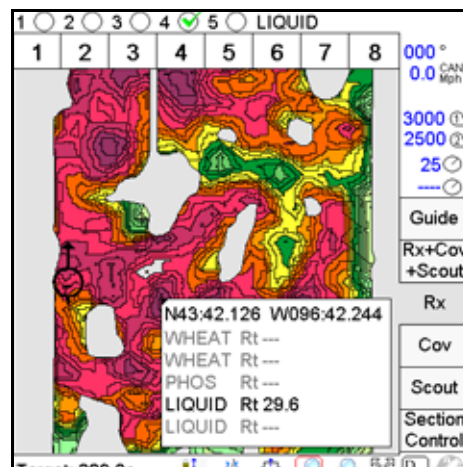 1 2 3 4 5 LIQUID
1 2 3 4 5 6 7 8
000 °
0.0 CAN Mph
3000 1
2500 2
25
----
Guide
Rx+Cov
+Scout
Rx
Cov
Scout
Section
Control
N43:42.126 W096:42.244
WHEAT Rt ---
WHEAT Rt ---
PHOS Rt ---
LIQUID Rt 29.6
LIQUID Rt ---